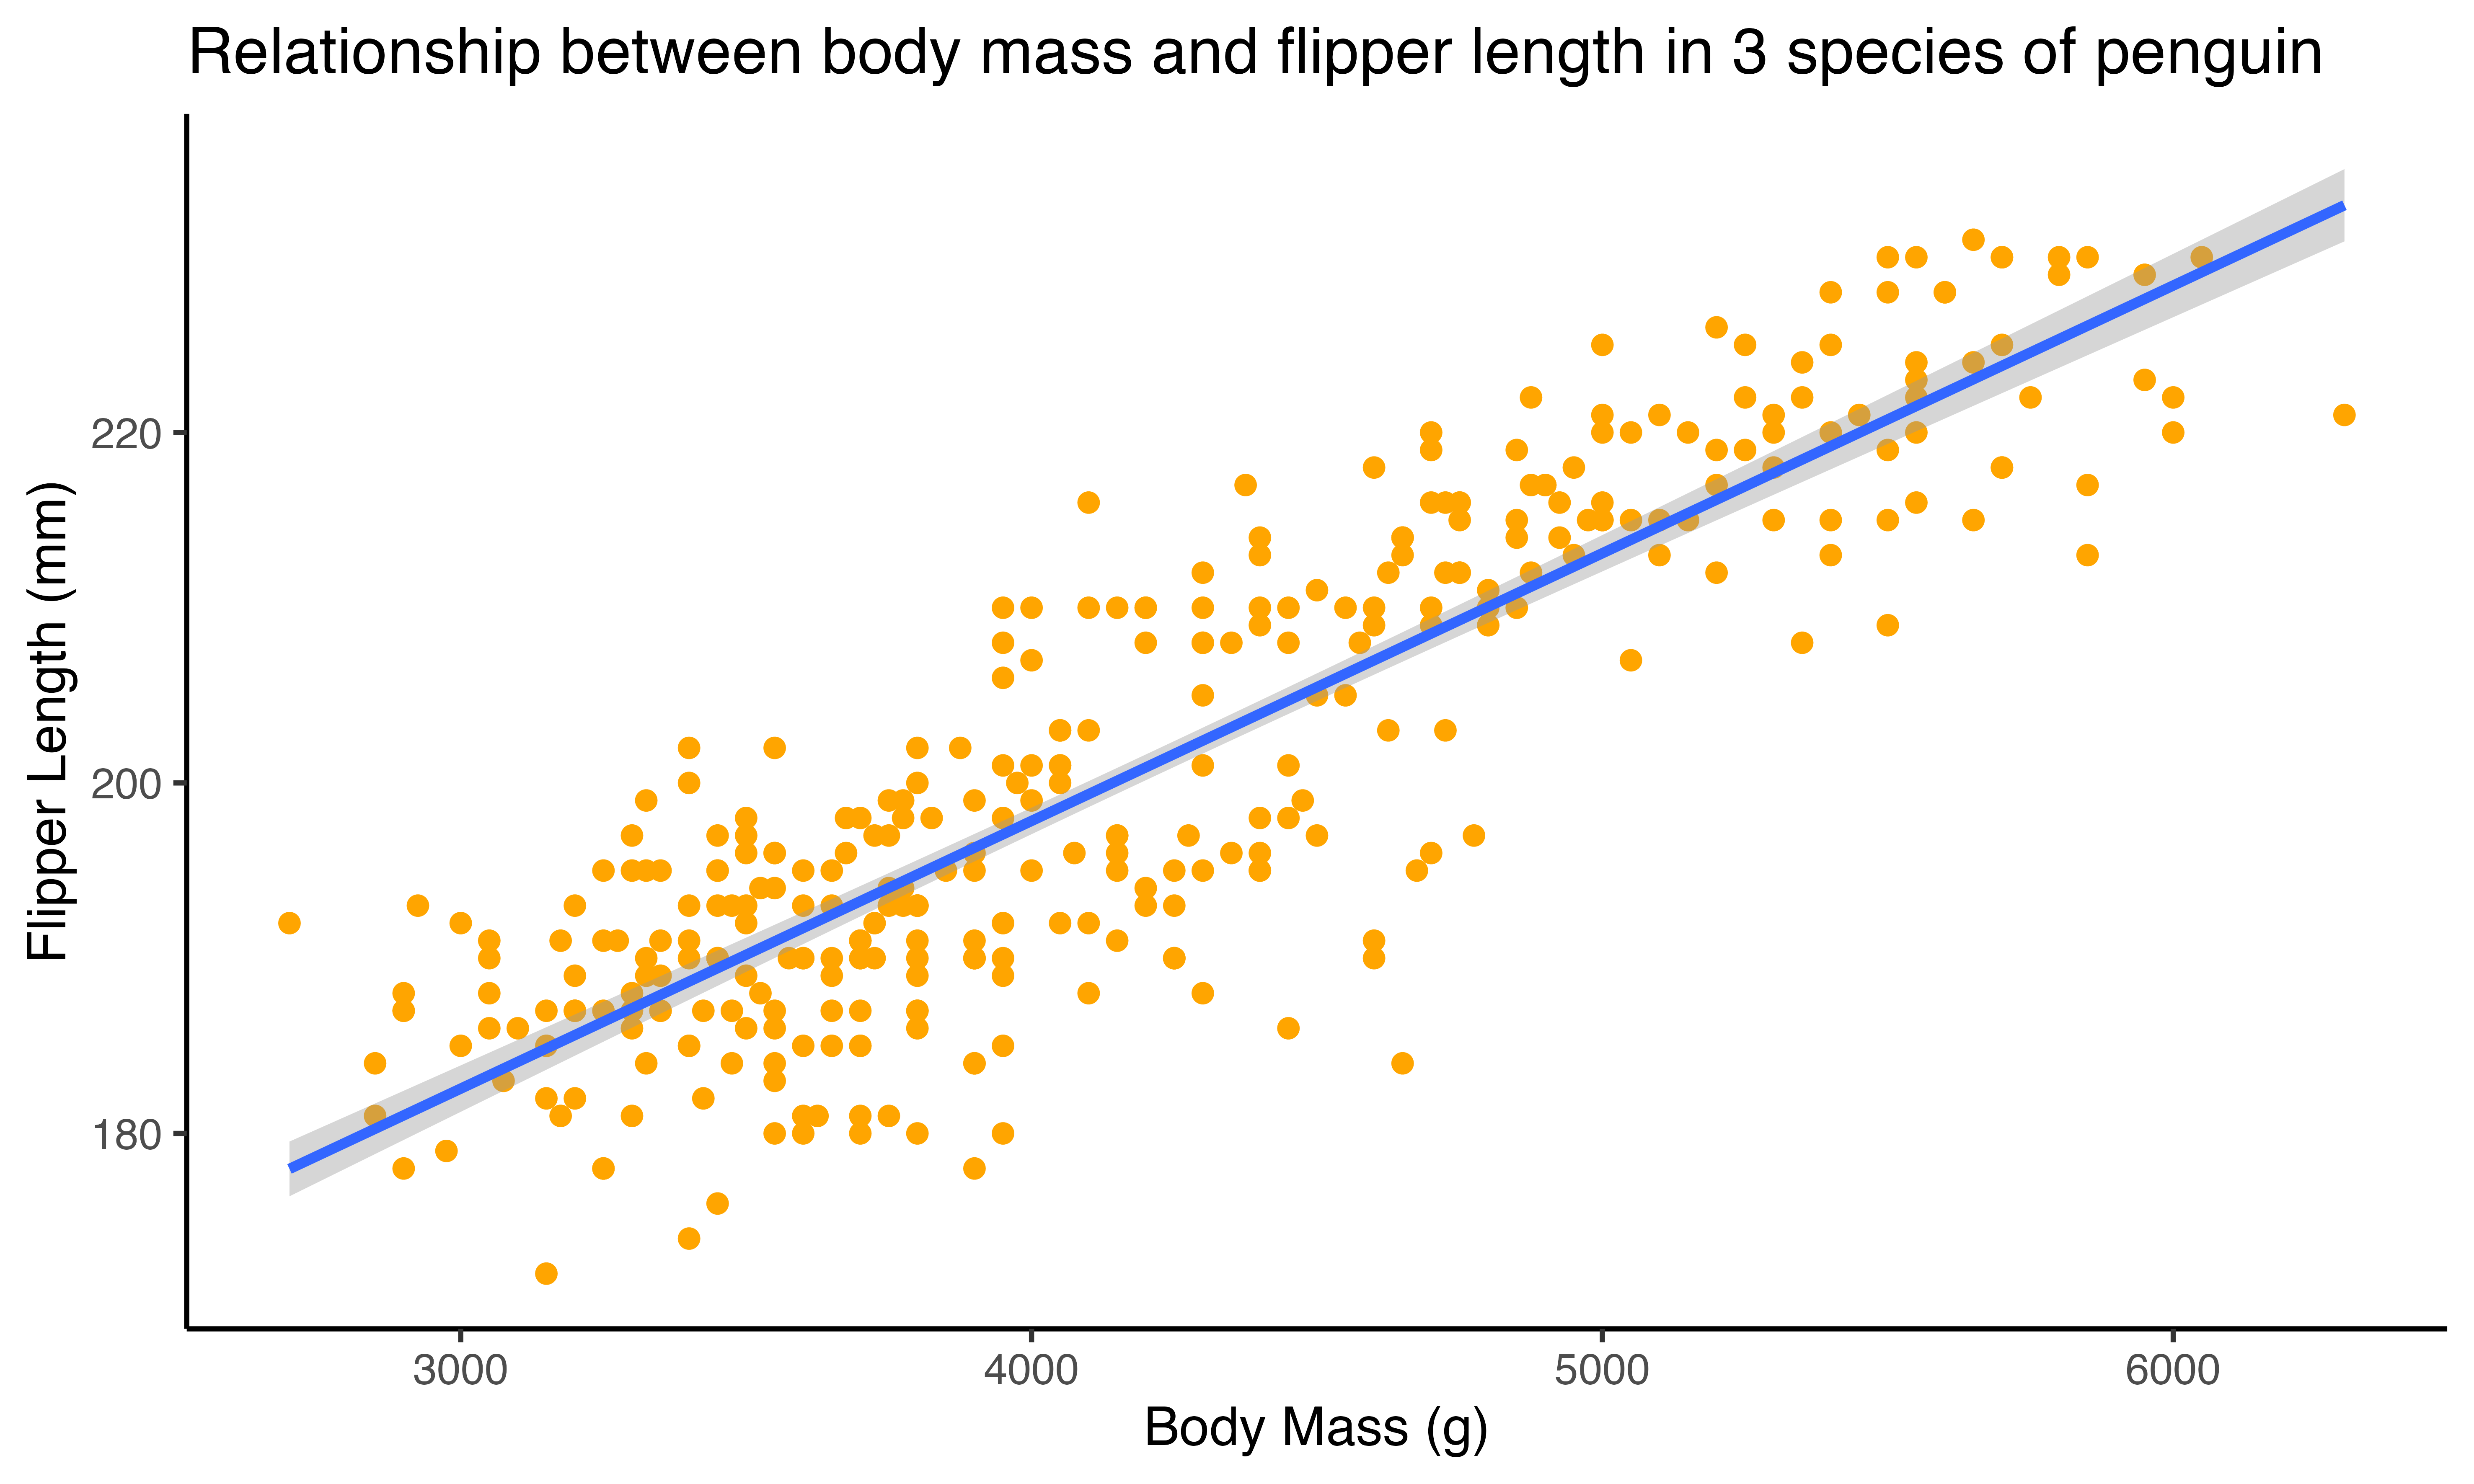 Relationship between body mass and flipper length in 3 species of penguin
Flipper Length (mm)
220
200
180
3000
4000
5000
6000
Body Mass (g)